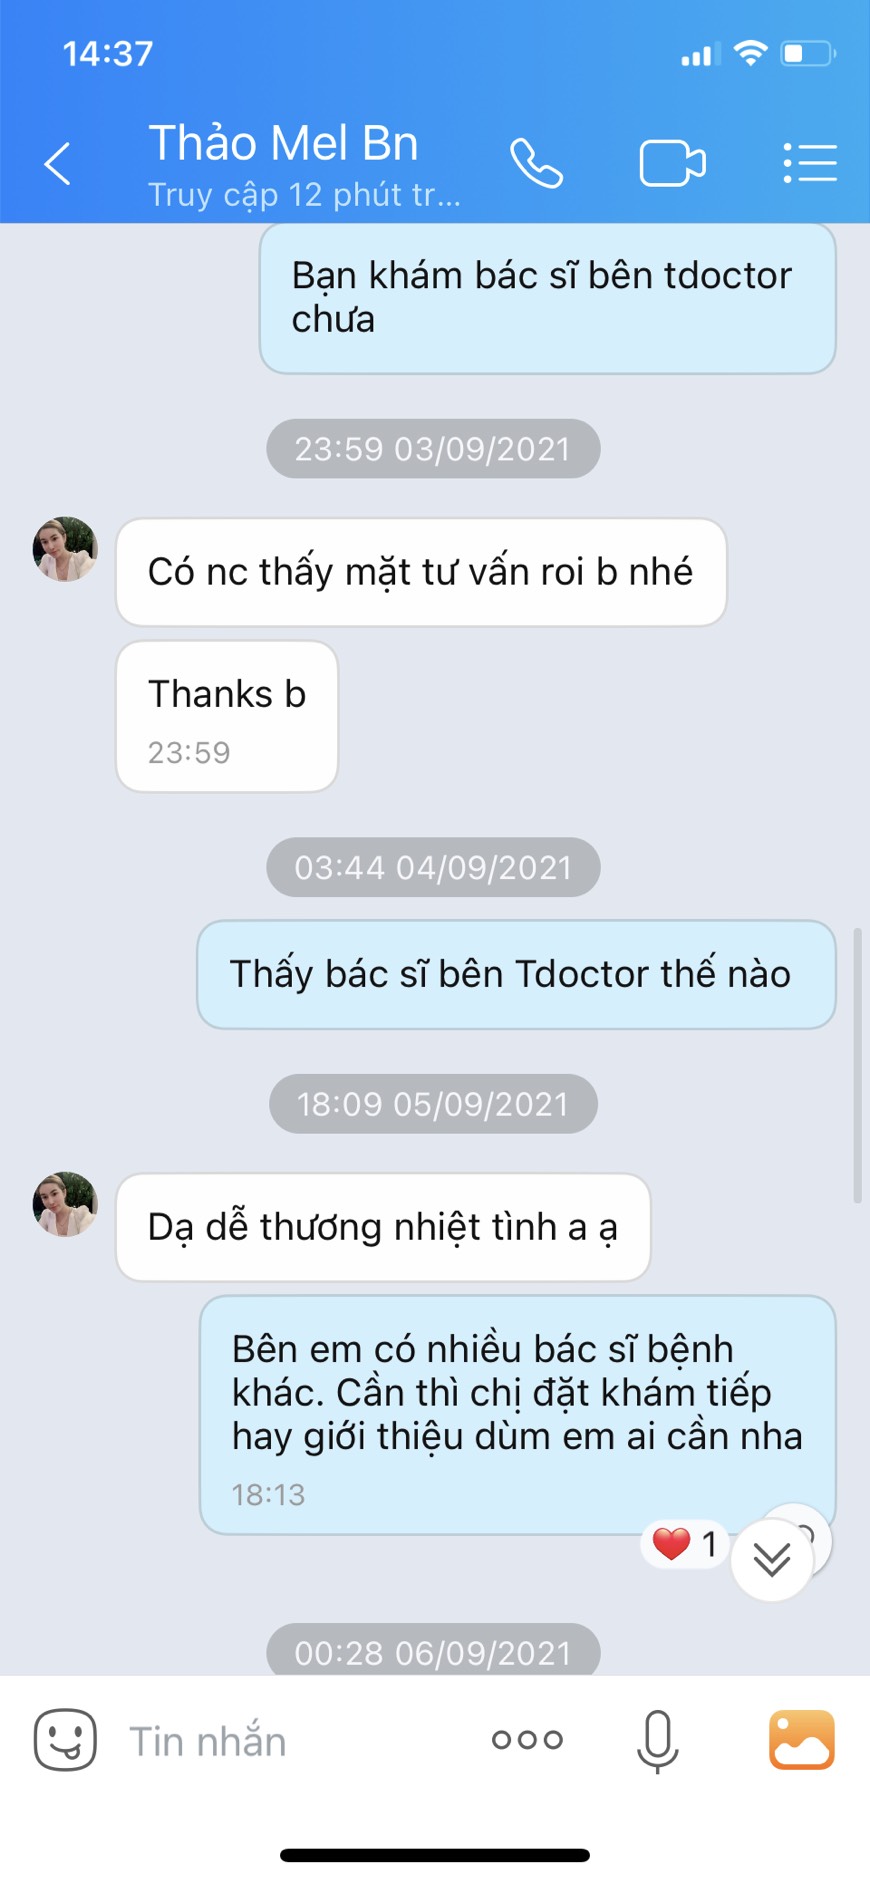 14:37
Thảo Mel Bn
Truy cập 12 phút tr...
Bạn khám bác sĩ bên tdoctor
chưa
23:59 03/09/2021
Có nc thấy mặt tư vấn roi b nhé
Thanks b
23:59
03:44 04/09/2021
Thấy bác sĩ bên Tdoctor thế nào
18:09 05/09/2021
Dạ dễ thương nhiệt tình a ạ
Bên em có nhiều bác sĩ bệnh
khác. Cần thì chị đặt khám tiếp
hay giới thiệu dùm em ai cần nha
18:13
1
00:28 06/09/2021
Tin nhắn